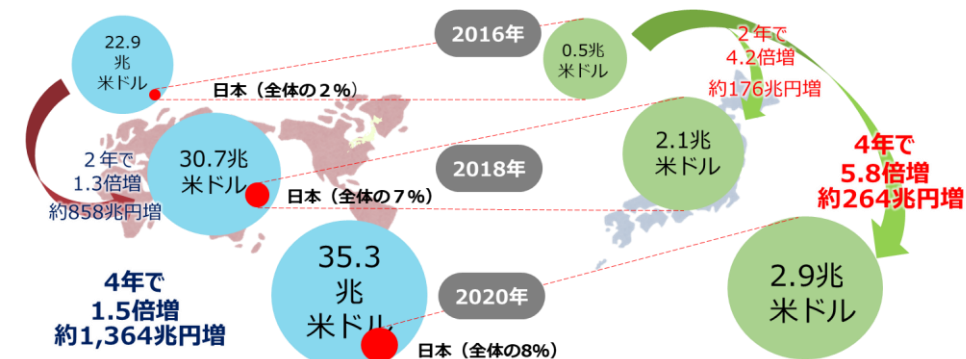 22.9
兆
米ドル
2016年
0.5兆
米ドル
2年で
4.2倍増
約176兆円増
日本（全体の２%）
2年で
1.3倍増
約858兆円増
30.7兆
米ドル
2018年
日本（全体の７%）
2.1兆
米ドル
4年で
5.8倍増
約264兆円増
4年で
1.5倍増
約1,364兆円増
35.3
兆
米ドル
2020年
日本（全体の8%）
2.9兆
米ドル